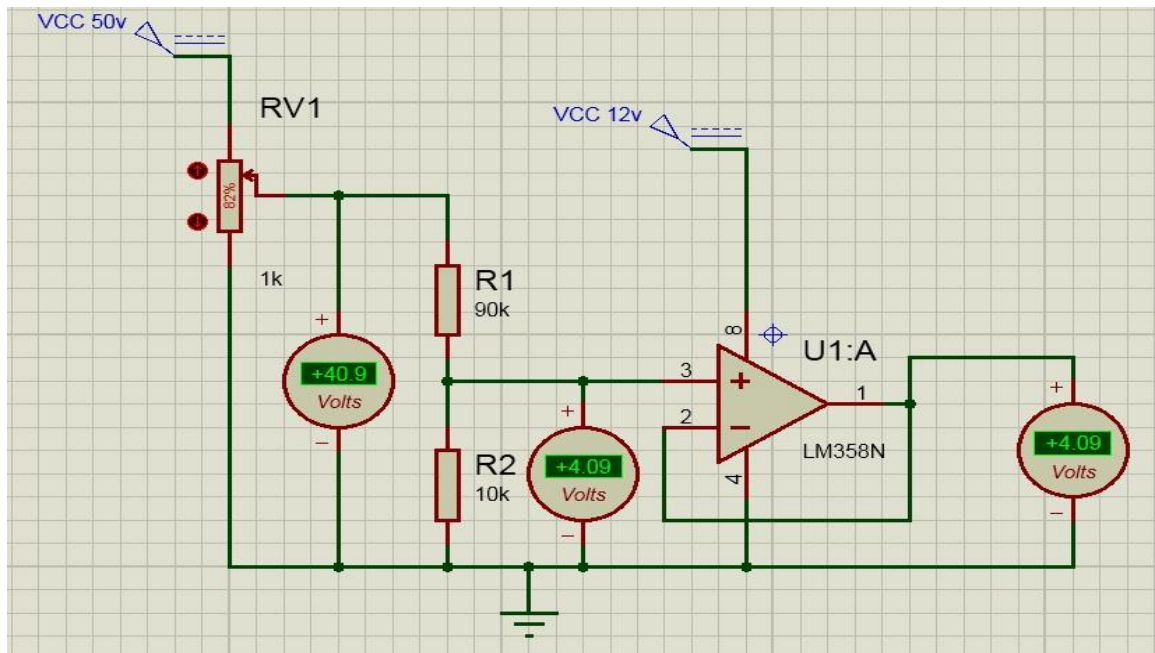 VCC 50v
RV1
82%
1k
VCC 12v
R1
90k
+
+40.9
Volts
−
R2
10k
+
+4.09
Volts
−
8
U1:A
3
+
2
−
1
4
LM358N
+
+4.09
Volts
−